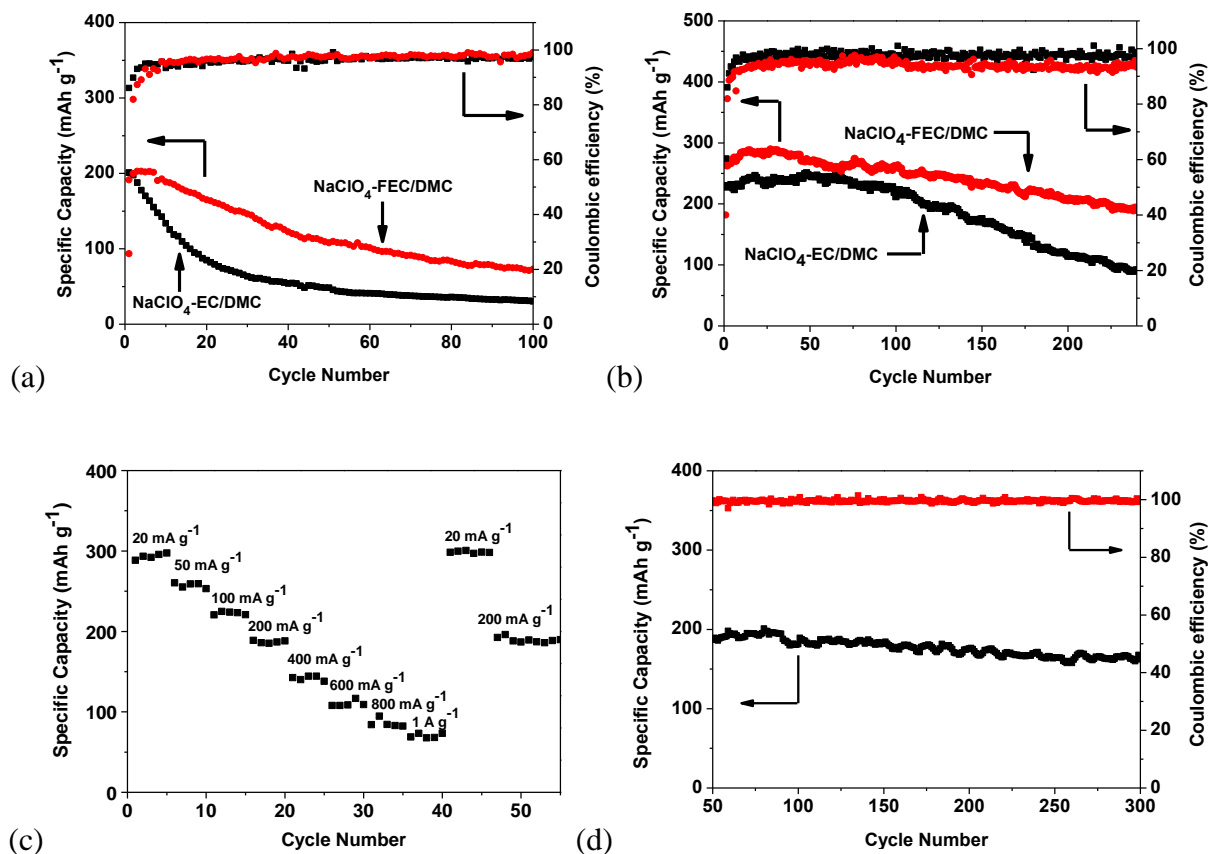 400
350
300
200
100
50
0
Specific Capacity (mAh g-1)
NaClO4-FEC/DMC
NaClO4-EC/DMC
100
80
60
40
20
0
Coulombic efficiency (%)
0 20 40 60 80 100
Cycle Number
(a)
500
450
400
300
200
100
50
0
Specific Capacity (mAh g-1)
NaClO4-FEC/DMC
NaClO4-EC/DMC
100
80
60
40
20
0
Coulombic efficiency (%)
0 50 100 150 200
Cycle Number
(b)
400
300
200
100
0
Specific Capacity (mAh g-1)
20 mA g-1
50 mA g-1
100 mA g-1
200 mA g-1
400 mA g-1
600 mA g-1
800 mA g-1
1 A g-1
20 mA g-1
200 mA g-1
0 10 20 30 40 50
Cycle Number
(c)
400
350
300
200
100
50
0
Specific Capacity (mAh g-1)
100
80
60
40
20
0
Coulombic efficiency (%)
50 100 150 200 250 300
Cycle Number
(d)